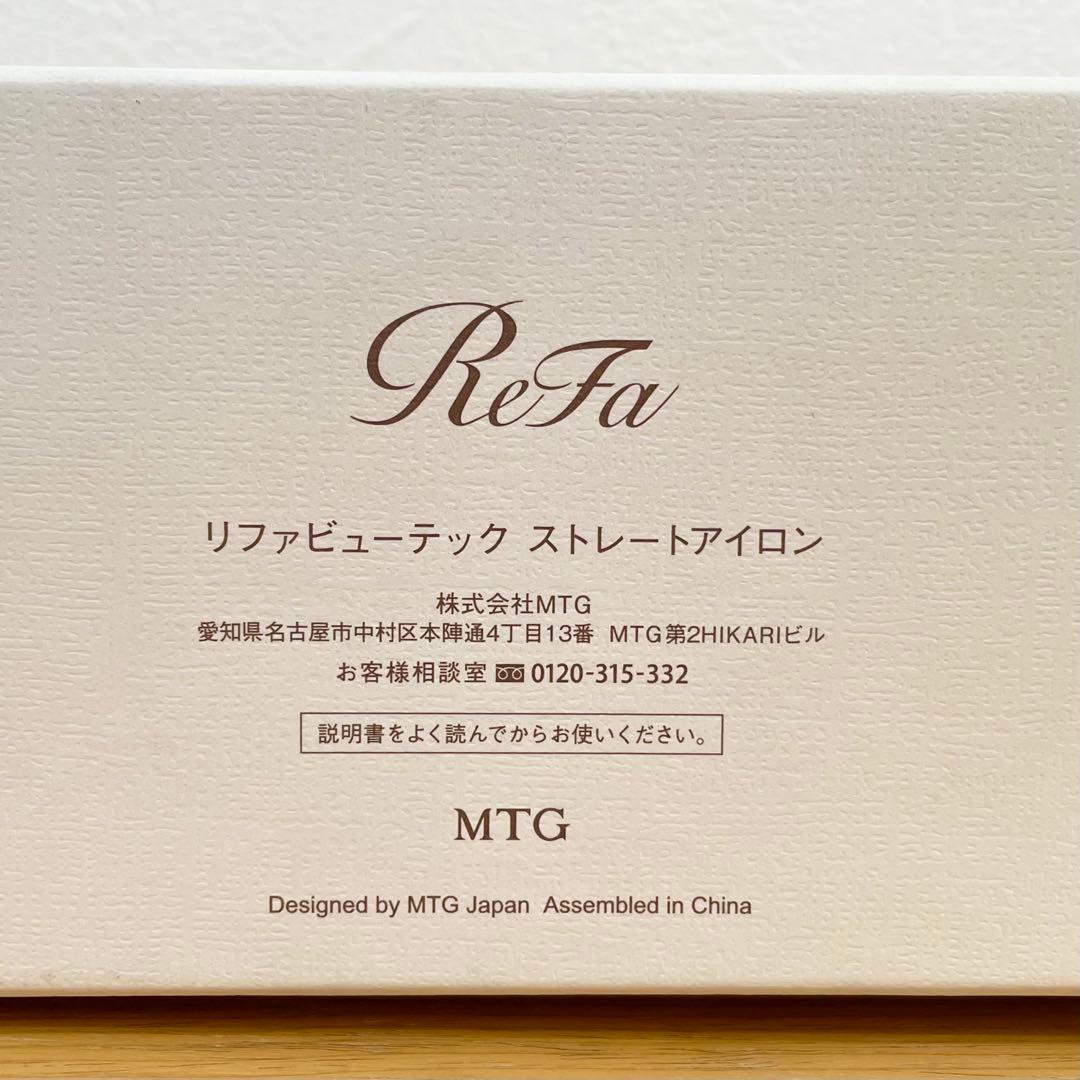 ReFa
リファビューテック ストレートアイロン
株式会社MTG
愛知県名古屋市中村区本陣通4丁目13番 MTG第2HIKARIビル
お客様相談室 0120-315-332
説明書をよく読んでからお使いください。
MTG
Designed by MTG Japan Assembled in China